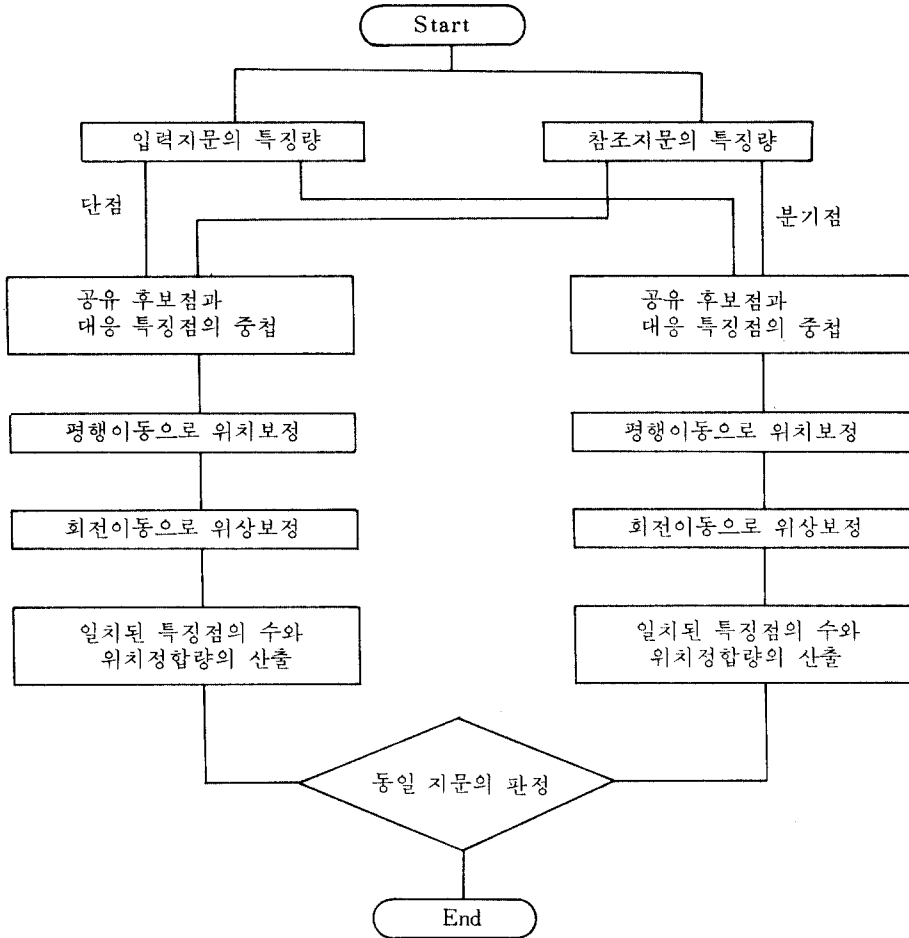 Start
입력지문의 특징량
참조지문의 특징량
단점
분기점
공유 후보점과
대응 특징점의 중첩
공유 후보점과
대응 특징점의 중첩
평행이동으로 위치보정
평행이동으로 위치보정
회전이동으로 위상보정
회전이동으로 위상보정
일치된 특징점의 수와
위치정합량의 산출
일치된 특징점의 수와
위치정합량의 산출
동일 지문의 판정
End